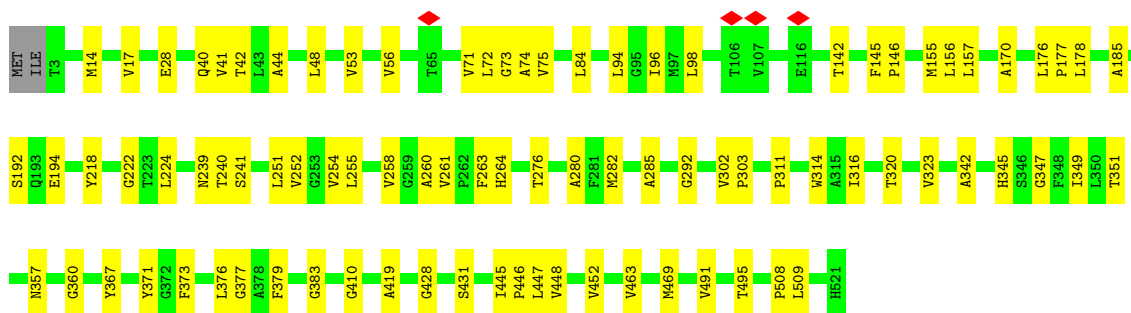 MET ILE T3 M14 V17 E28 Q40 V41 T42 L43 A44 L48 V53 V56 T65 V71 L72 G73 A74 V75 L84 L94 G95 I96 M97 L98 T106 V107 E116 T142 F145 P146 M155 L156 L157 A170 L176 P177 L178 A185
S192 Q193 E194 Y218 G222 T223 L224 N239 T240 S241 L251 V252 G253 V254 L255 V258 G259 A260 V261 P262 F263 H264 T276 A280 F281 M282 A285 G292 V302 P303 P311 W314 A315 I316 T320 V323 A342 H345 S346 G347 F348 I349 L350 T351
N357 G360 Y367 Y371 G372 F373 L376 G377 A378 F379 G383 G410 A419 G428 S431 I445 P446 L447 V448 V452 V463 M469 V491 T495 P508 L509 H521